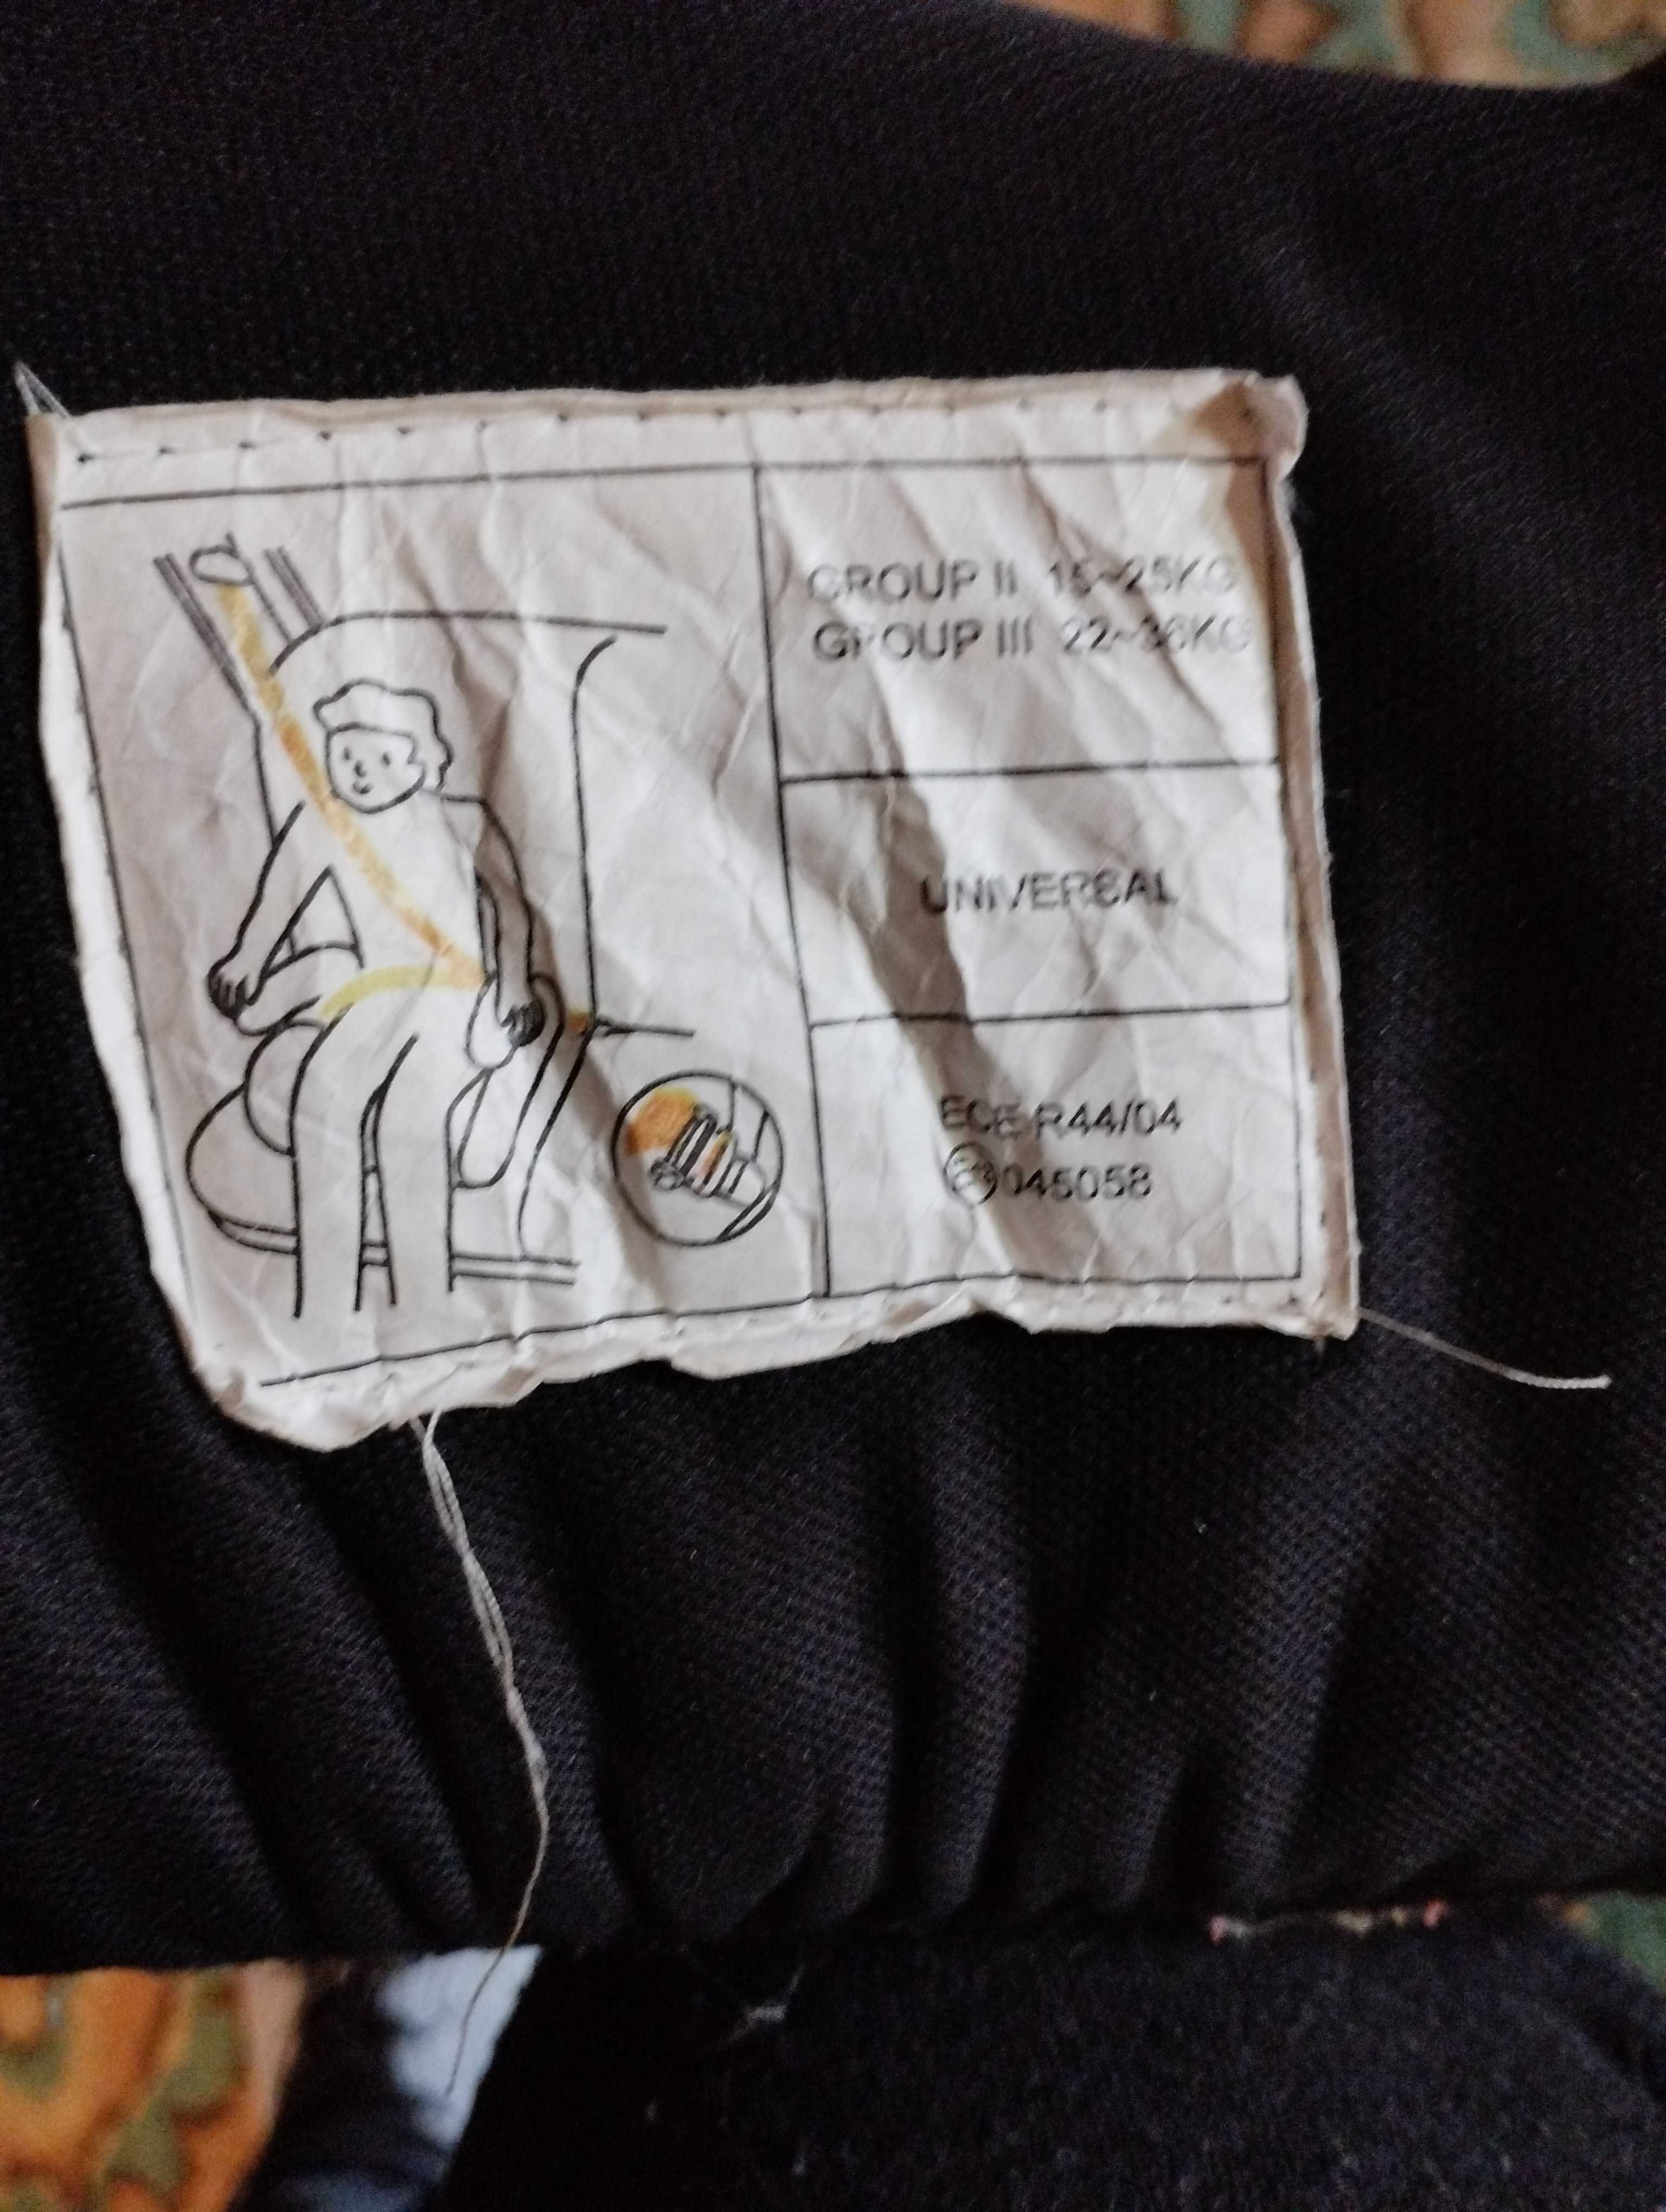 GROUP II 15~25KG
GROUP III 22~36KG
UNIVERSAL
ECE R44/04
045058